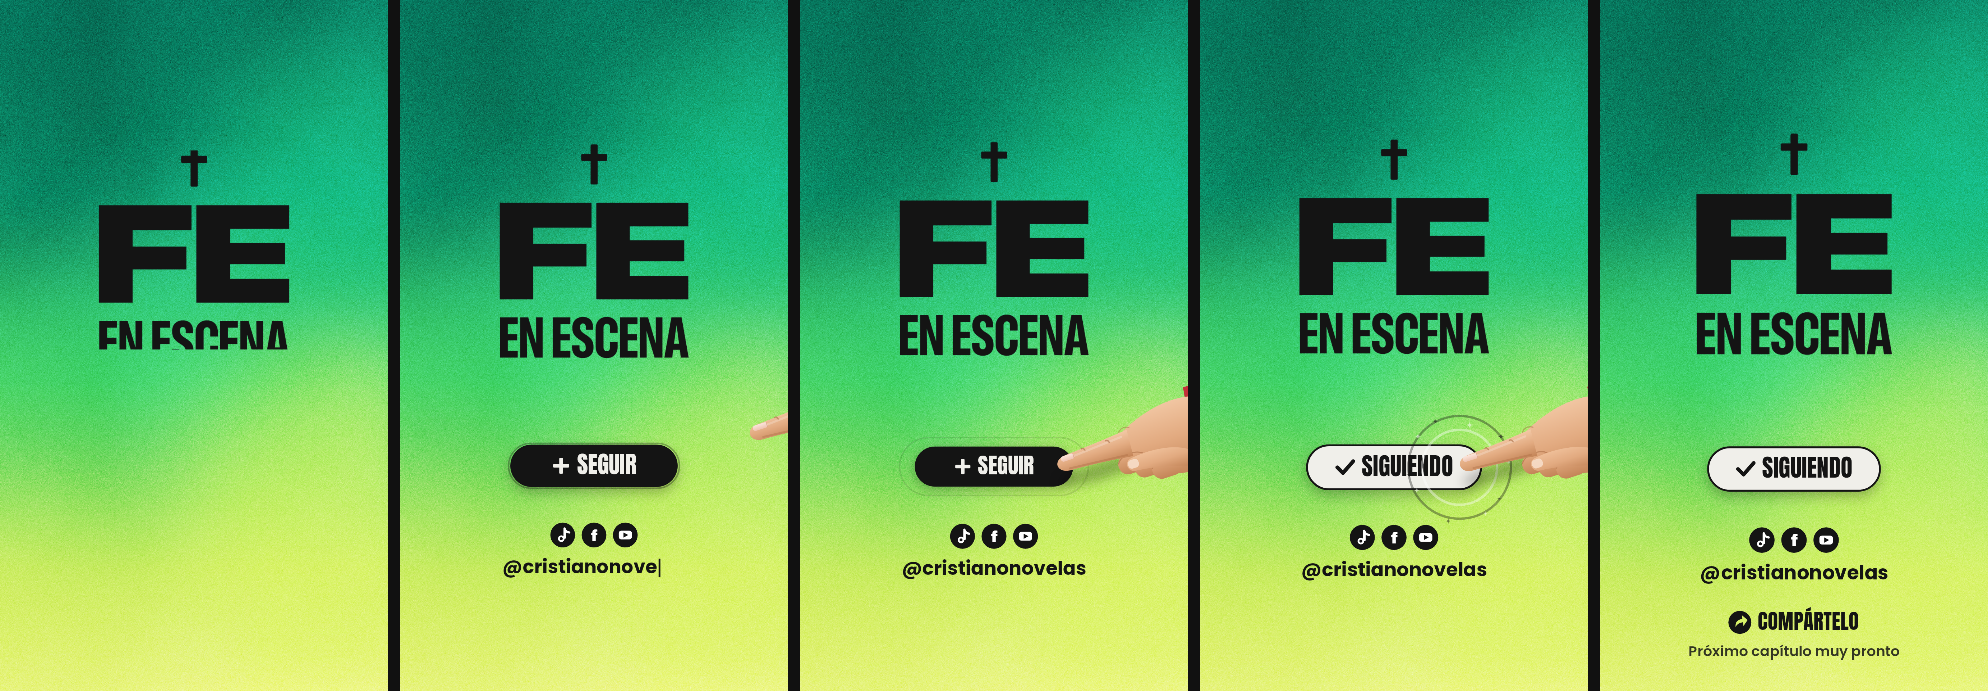 FE
EN ESCENA
FE
EN ESCENA
+ SEGUIR
@cristianonove|
FE
EN ESCENA
+ SEGUIR
@cristianonovelas
FE
EN ESCENA
✓ SIGUIENDO
@cristianonovelas
FE
EN ESCENA
✓ SIGUIENDO
@cristianonovelas
COMPÁRTELO
Próximo capítulo muy pronto